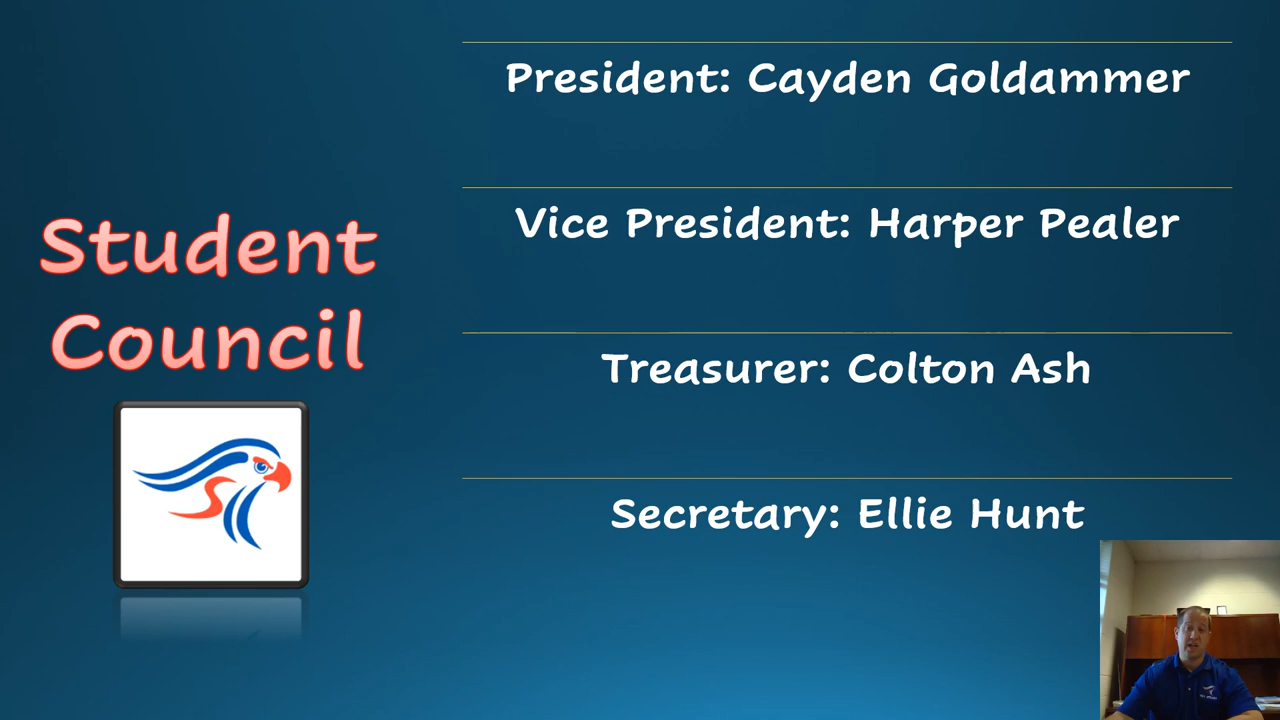 Student
Council
President: Cayden Goldammer
Vice President: Harper Pealer
Treasurer: Colton Ash
Secretary: Ellie Hunt